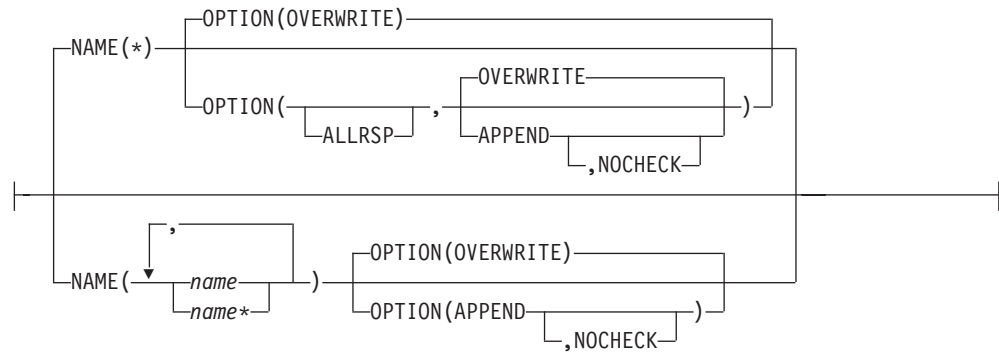 OPTION(OVERWRITE)
NAME(*)
OVERWRITE
OPTION( , )
ALLRSP APPEND
,NOCHECK
,
OPTION(OVERWRITE)
NAME( name )
name* OPTION(APPEND )
,NOCHECK